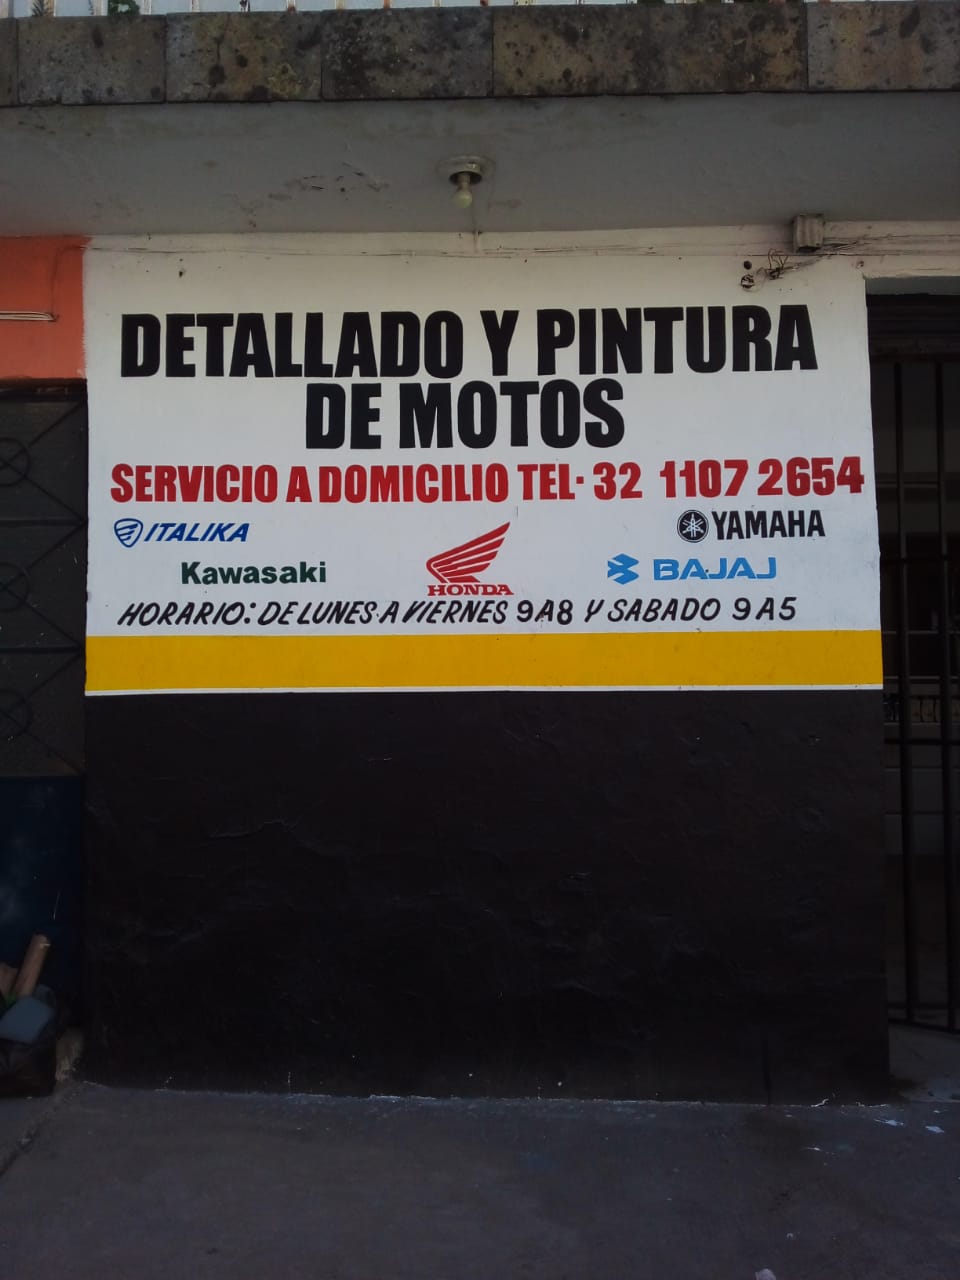 DETALLADO Y PINTURA
DE MOTOS
SERVICIO A DOMICILIO TEL· 32 1107 2654
ITALIKA
YAMAHA
Kawasaki
HONDA
BAJAJ
HORARIO: DE LUNES·A VIERNES 9A8 Y SABADO 9A5